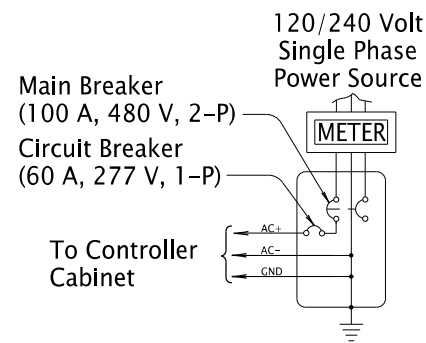 120/240 Volt
Single Phase
Power Source
Main Breaker
(100 A, 480 V, 2-P)
METER
Circuit Breaker
(60 A, 277 V, 1-P)
AC+
To Controller
Cabinet
AC-
GND